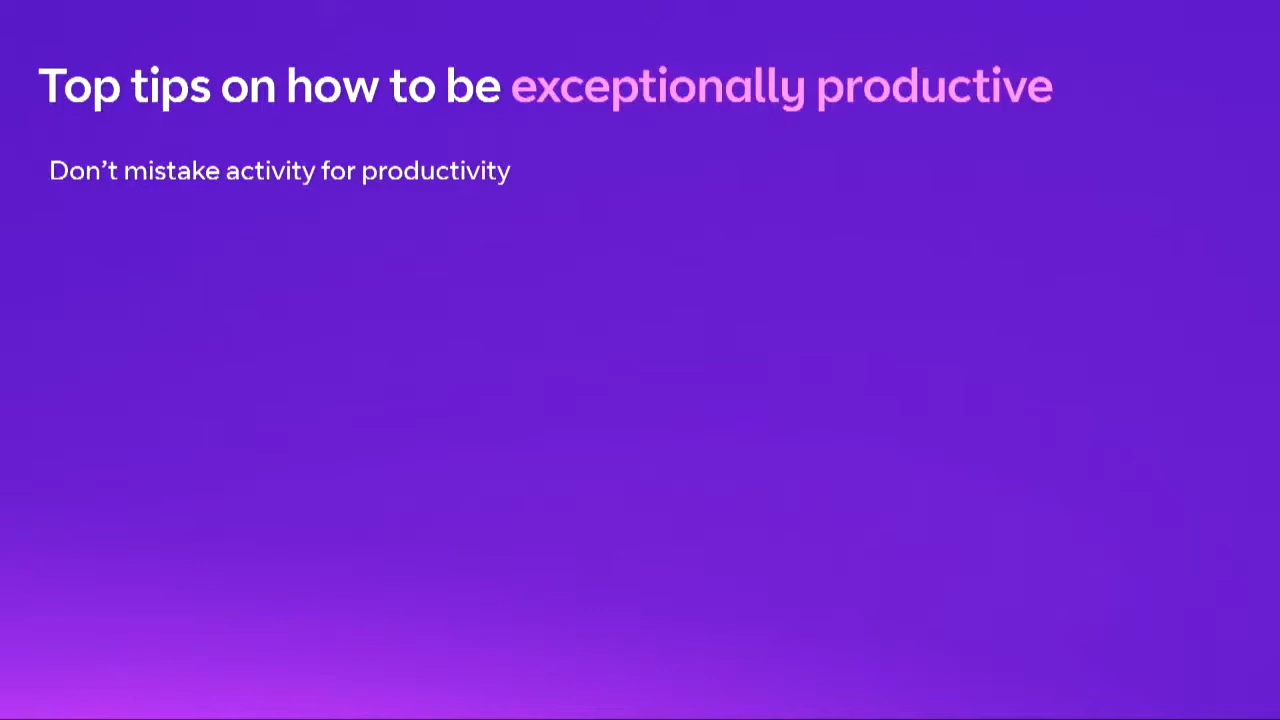 Top tips on how to be exceptionally productive
Don’t mistake activity for productivity